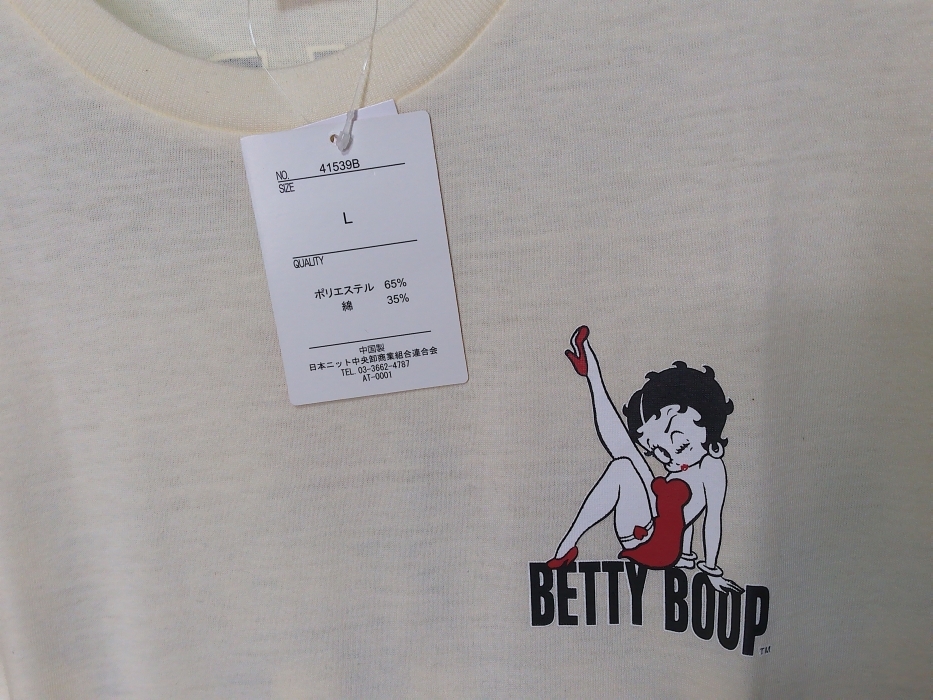 NO. 41539B
SIZE
L
QUALITY
ポリエステル 65%
綿 35%
中国製
日本ニット中央卸商業組合連合会
TEL. 03-3662-4787
AT-0001
BETTY BOOP
TM